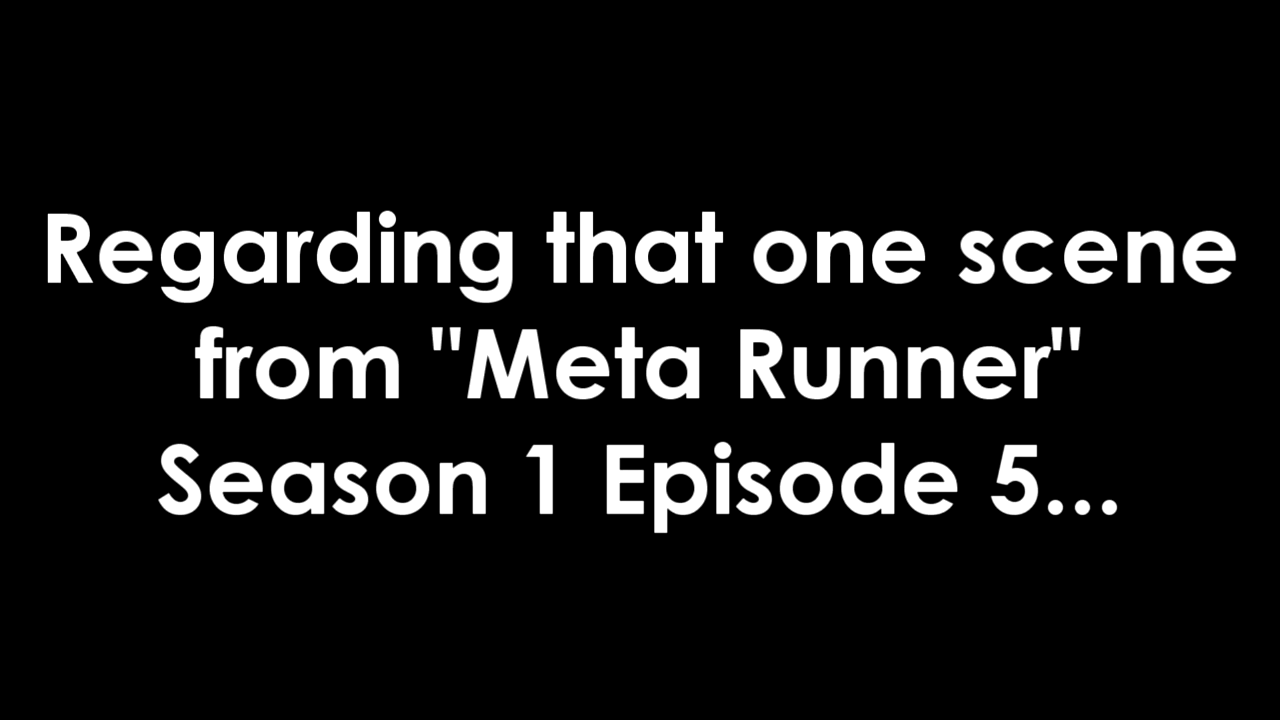 Regarding that one scene
from "Meta Runner"
Season 1 Episode 5...